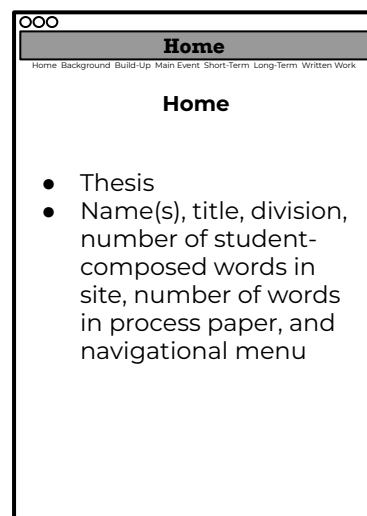 Home
Home Background Build-Up Main Event Short-Term Long-Term Written Work
Home
● Thesis
● Name(s), title, division,
number of student-
composed words in
site, number of words
in process paper, and
navigational menu